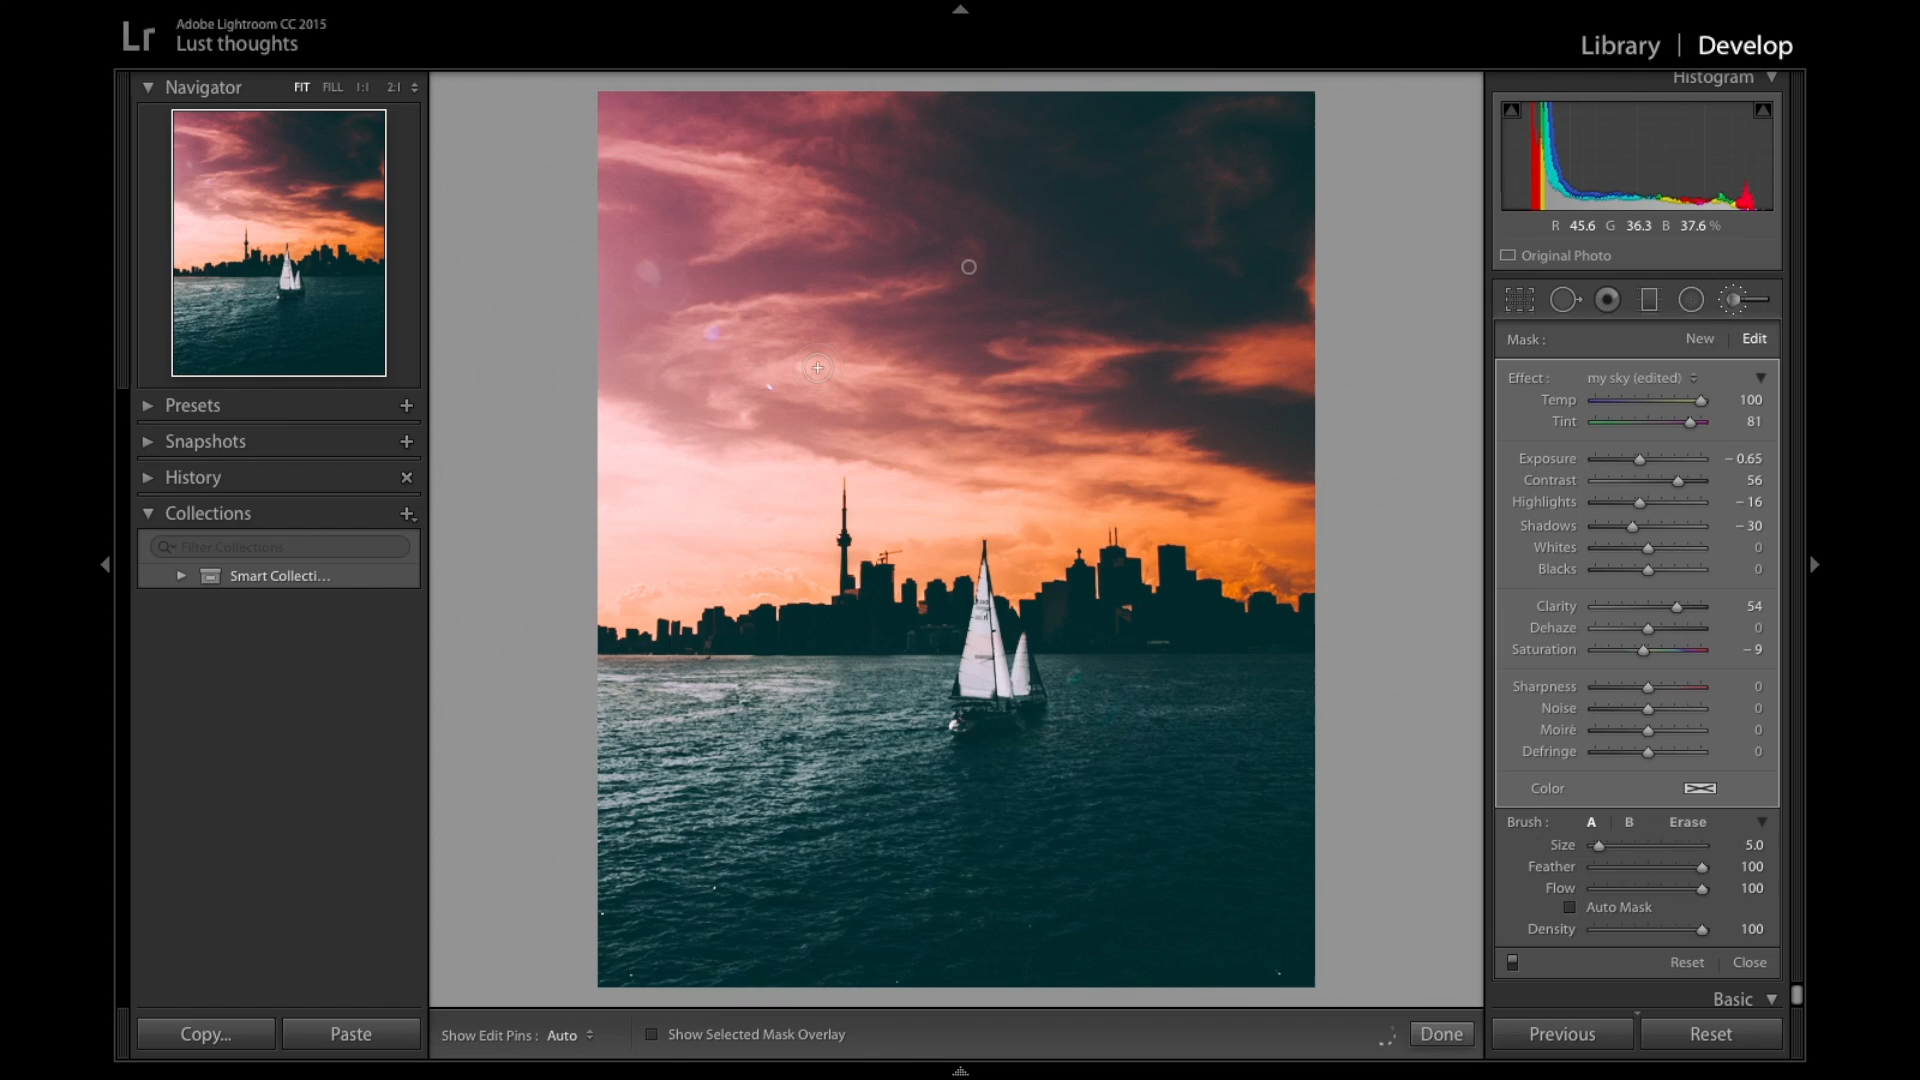 Lr
Adobe Lightroom CC 2015
Lust thoughts
Library | Develop
Navigator FIT FILL 1:1 2:1
Presets
Snapshots
History
Collections
Filter Collections
Smart Collecti...
Copy...
Paste
Show Edit Pins : Auto
Show Selected Mask Overlay
Done
Histogram
R 45.6 G 36.3 B 37.6 %
Original Photo
Mask : New Edit
Effect : my sky (edited)
Temp 100
Tint 81
Exposure – 0.65
Contrast 56
Highlights – 16
Shadows – 30
Whites 0
Blacks 0
Clarity 54
Dehaze 0
Saturation – 9
Sharpness 0
Noise 0
Moiré 0
Defringe 0
Color
Brush : A B Erase
Size 5.0
Feather 100
Flow 100
Auto Mask
Density 100
Reset Close
Basic
Previous
Reset